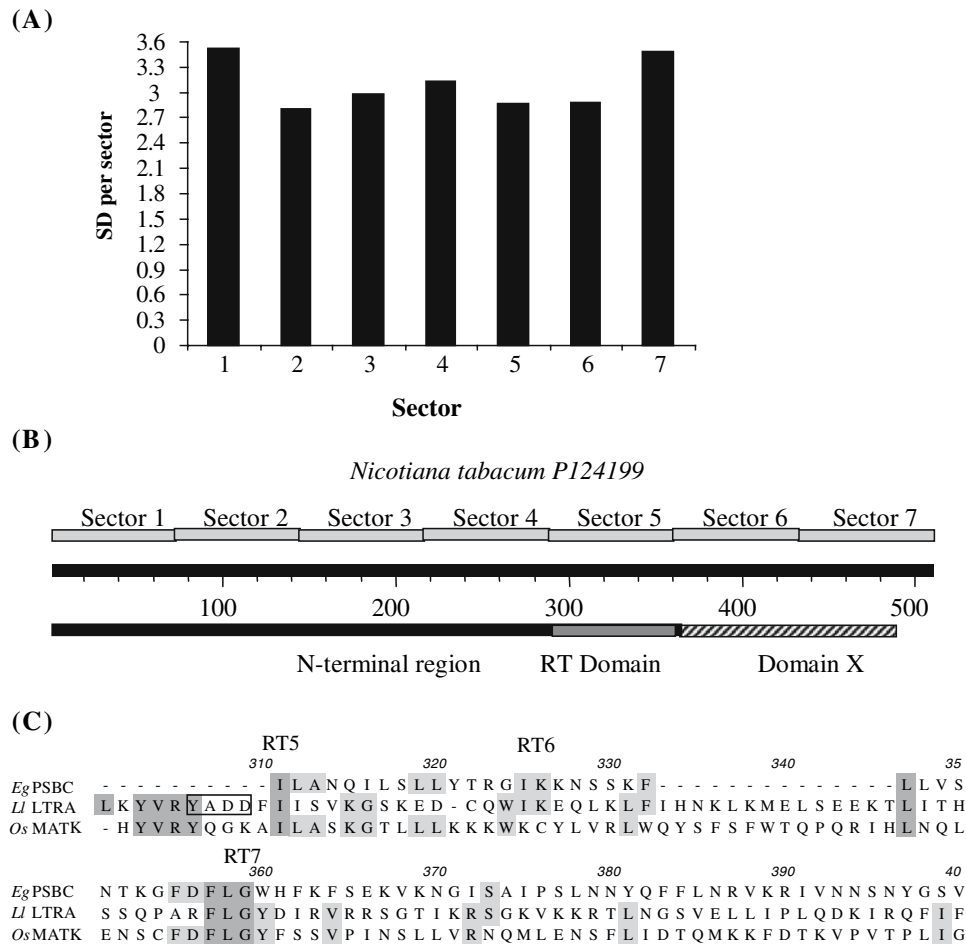 (A)
3.6
3.3
3
2.7
2.4
2.1
1.8
1.5
1.2
0.9
0.6
0.3
0
SD per sector
1 2 3 4 5 6 7
Sector
(B)
Nicotiana tabacum P124199
Sector 1 Sector 2 Sector 3 Sector 4 Sector 5 Sector 6 Sector 7
100 200 300 400 500
N-terminal region RT Domain Domain X
(C)
RT5 RT6
310 320 330 340 35
Eg PSBC - - - - - - - - - - I L A N Q I L S L L Y T R G I K K N S S K F - - - - - - - - - - - - - - L L V S
Ll LTRA L K Y V R Y A D D F I I S V K G S K E D - C Q W I K E Q L K L F I H N K L K M E L S E E K T L I T H
Os MATK - H Y V R Y Q G K A I L A S K G T L L L K K K W K C Y L V R L W Q Y S F S F W T Q P Q R I H L N Q L
RT7
360 370 380 390 40
Eg PSBC N T K G F D F L G W H F K F S E K V K N G I S A I P S L N N Y Q F F L N R V K R I V N N S N Y G S V
Ll LTRA S S Q P A R F L G Y D I R V R R S G T I K R S G K V K K R T L N G S V E L L I P L Q D K I R Q F I F
Os MATK E N S C F D F L G Y F S S V P I N S L L V R N Q M L E N S F L I D T Q M K K F D T K V P V T P L I G